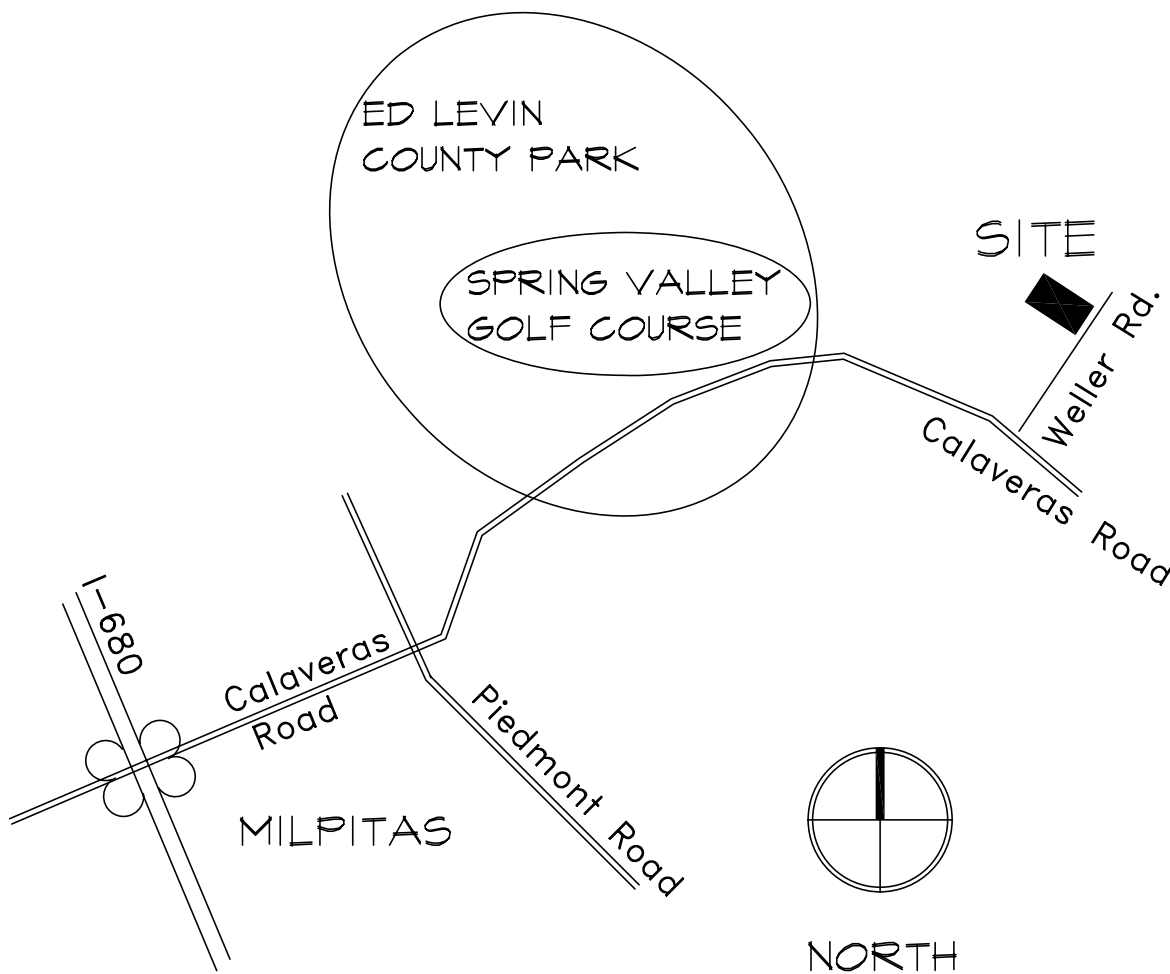 ED LEVIN
COUNTY PARK
SITE
SPRING VALLEY
GOLF COURSE
Weller Rd.
Calaveras Road
I-680
Calaveras
Road
Piedmont Road
MILPITAS
NORTH